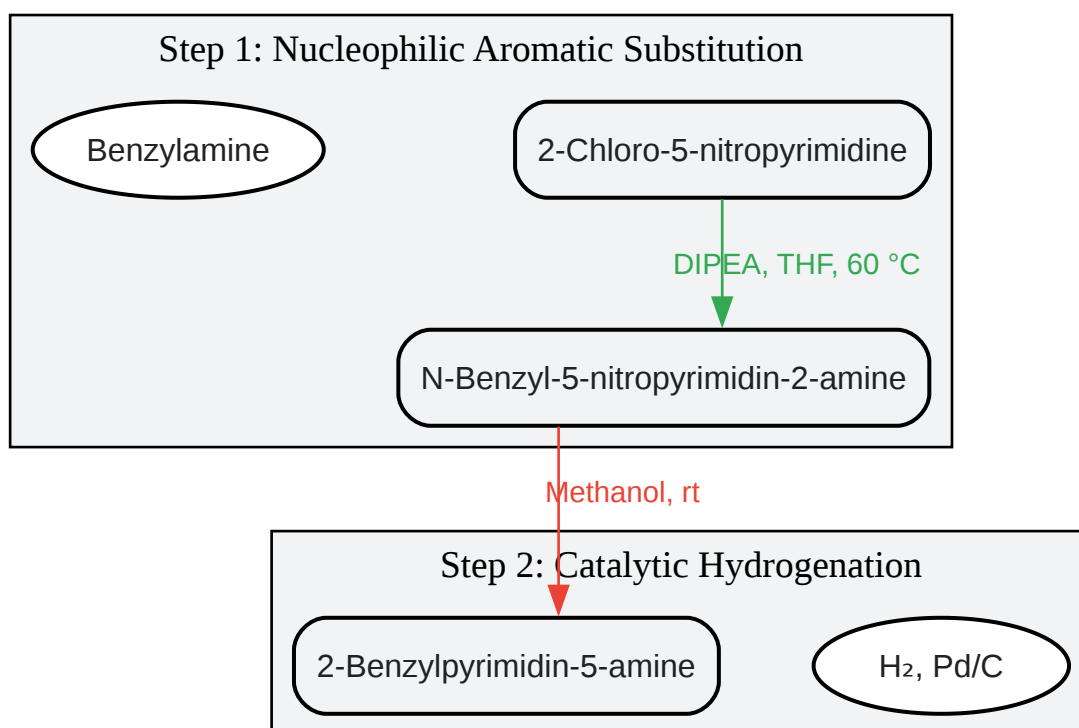 Step 1: Nucleophilic Aromatic Substitution
Benzylamine
2-Chloro-5-nitropyrimidine
DIPEA, THF, 60 °C
N-Benzyl-5-nitropyrimidin-2-amine
Methanol, rt
Step 2: Catalytic Hydrogenation
2-Benzylpyrimidin-5-amine
H₂, Pd/C